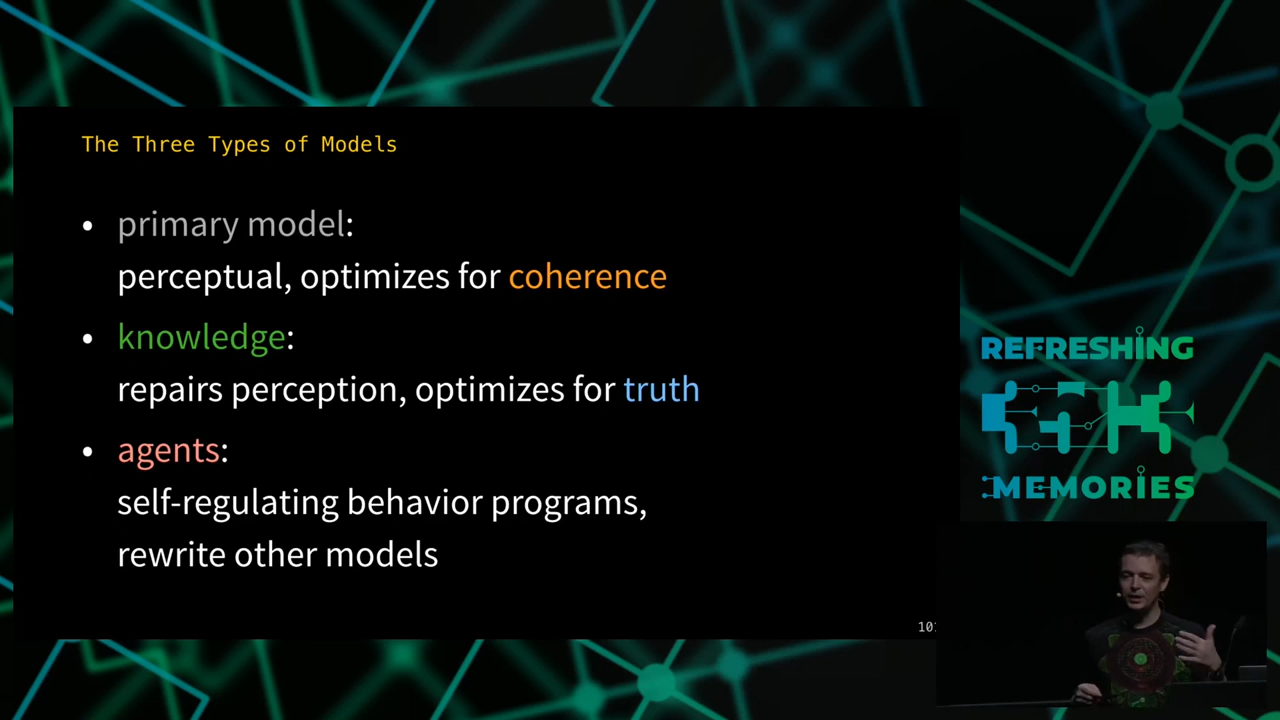 The Three Types of Models
• primary model:
perceptual, optimizes for coherence
• knowledge:
repairs perception, optimizes for truth
• agents:
self-regulating behavior programs,
rewrite other models
REFRESHING
MEMORIES